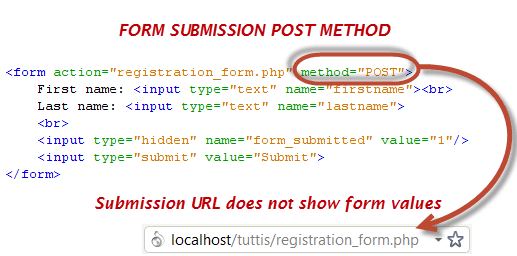 FORM SUBMISSION POST METHOD
<form action="registration_form.php" method="POST">
First name: <input type="text" name="firstname"><br>
Last name: <input type="text" name="lastname">
<br>
<input type="hidden" name="form_submitted" value="1"/>
<input type="submit" value="Submit">
</form>
Submission URL does not show form values
localhost/tuttis/registration_form.php